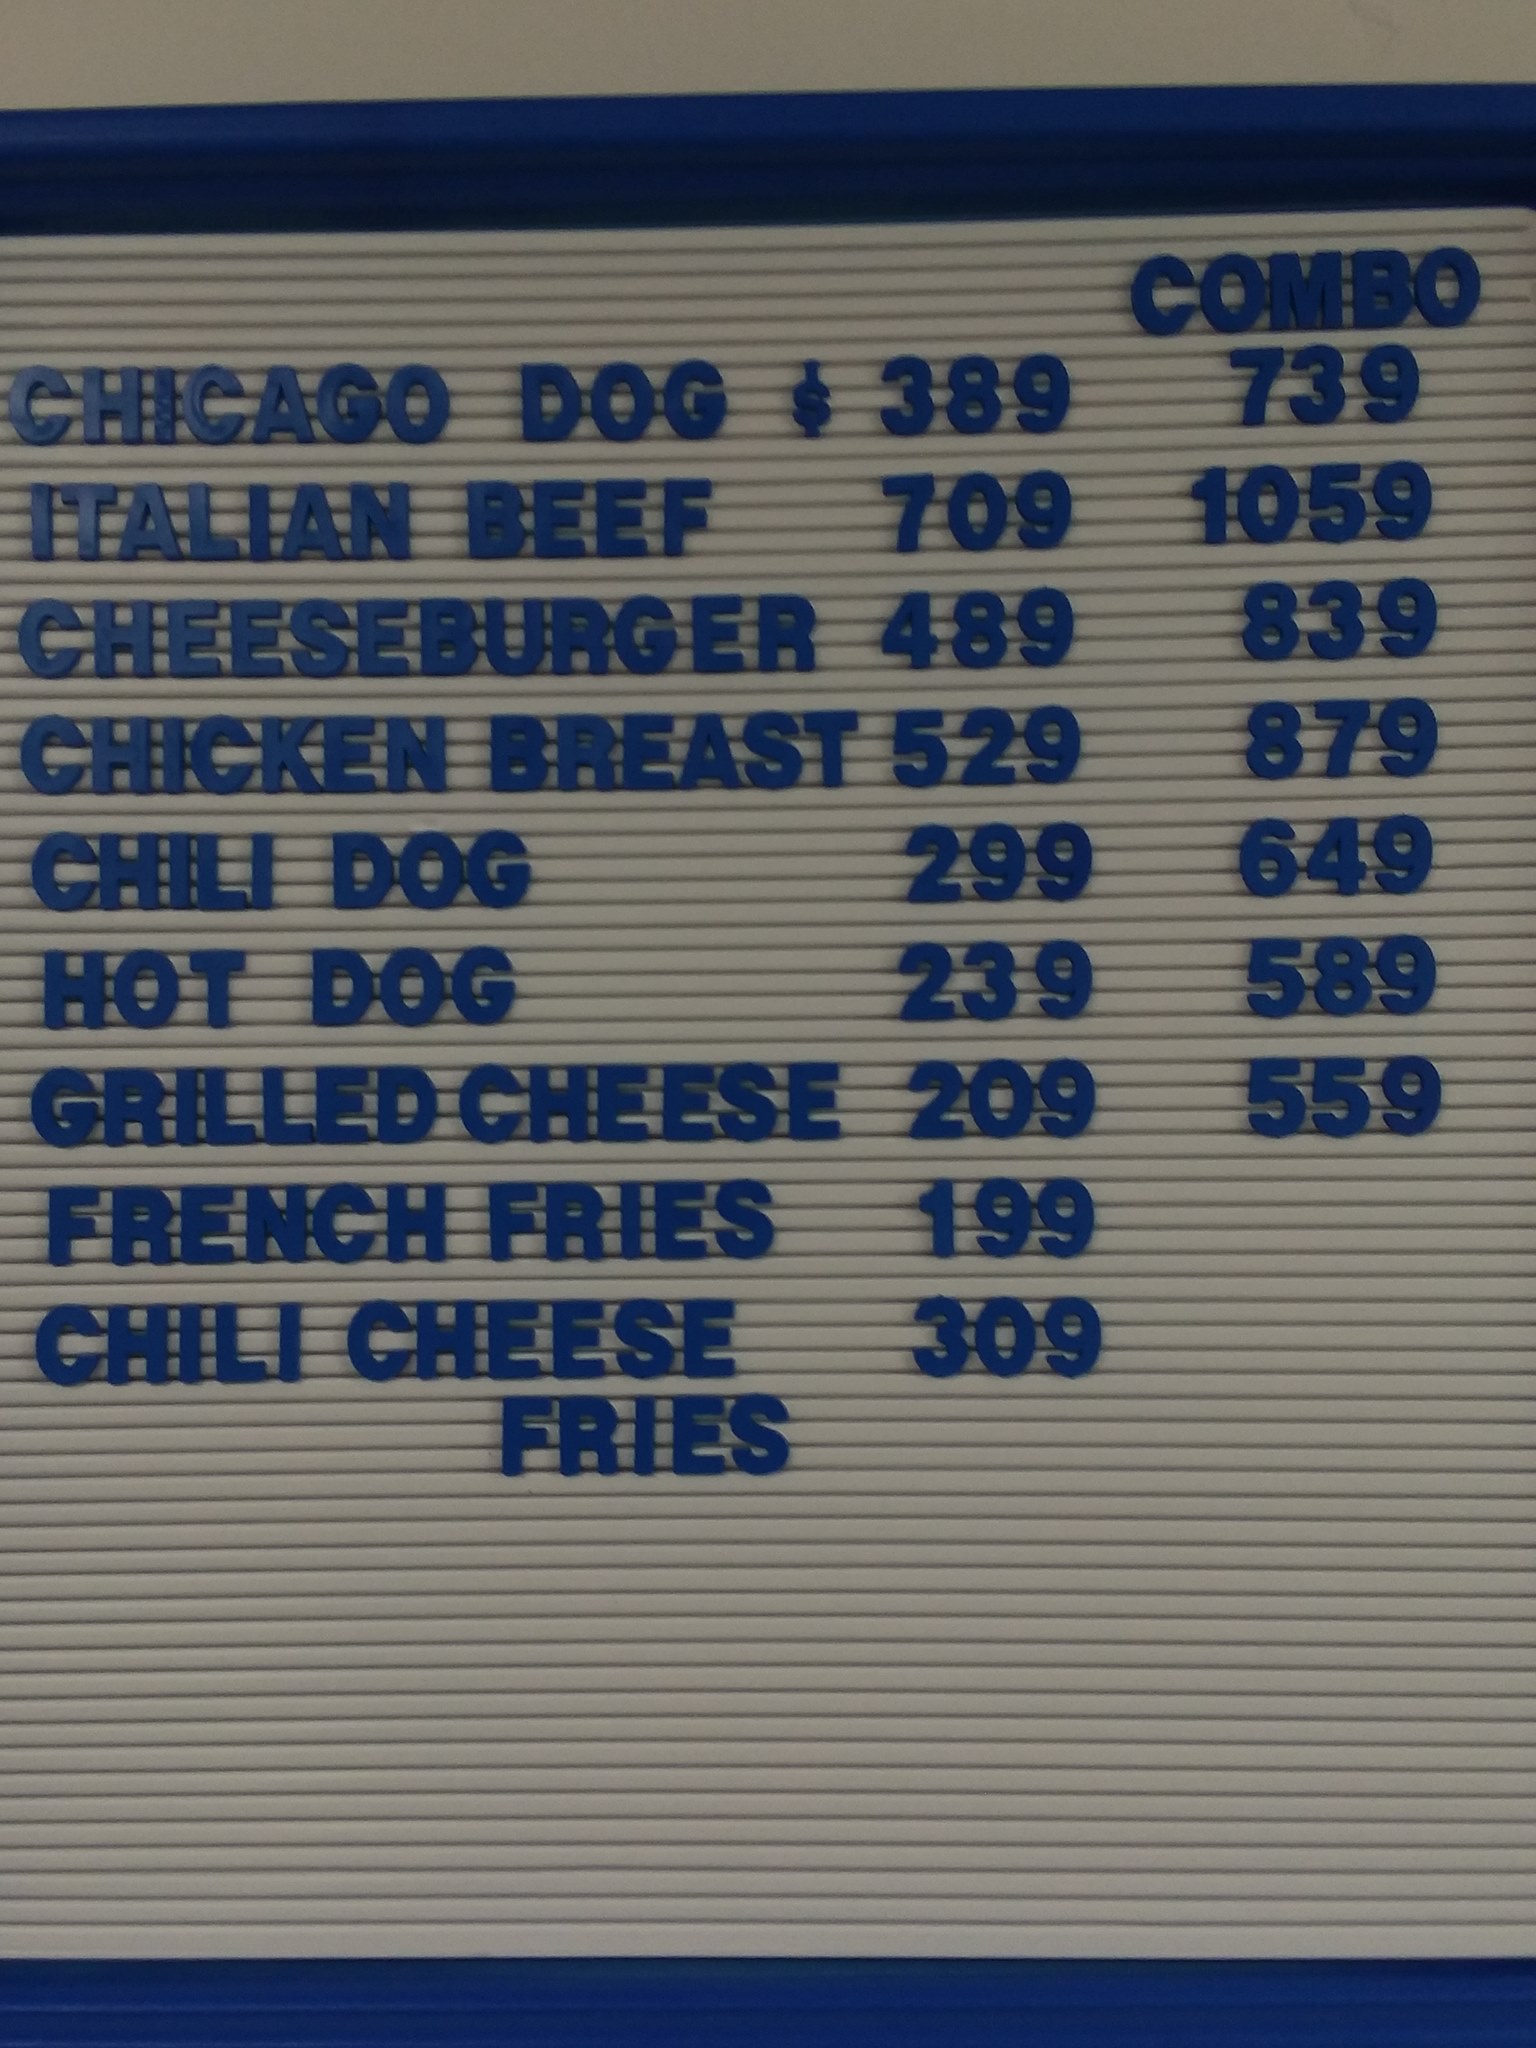 COMBO
CHICAGO DOG $ 389 739
ITALIAN BEEF 709 1059
CHEESEBURGER 489 839
CHICKEN BREAST 529 879
CHILI DOG 299 649
HOT DOG 239 589
GRILLED CHEESE 209 559
FRENCH FRIES 199
CHILI CHEESE 309
FRIES